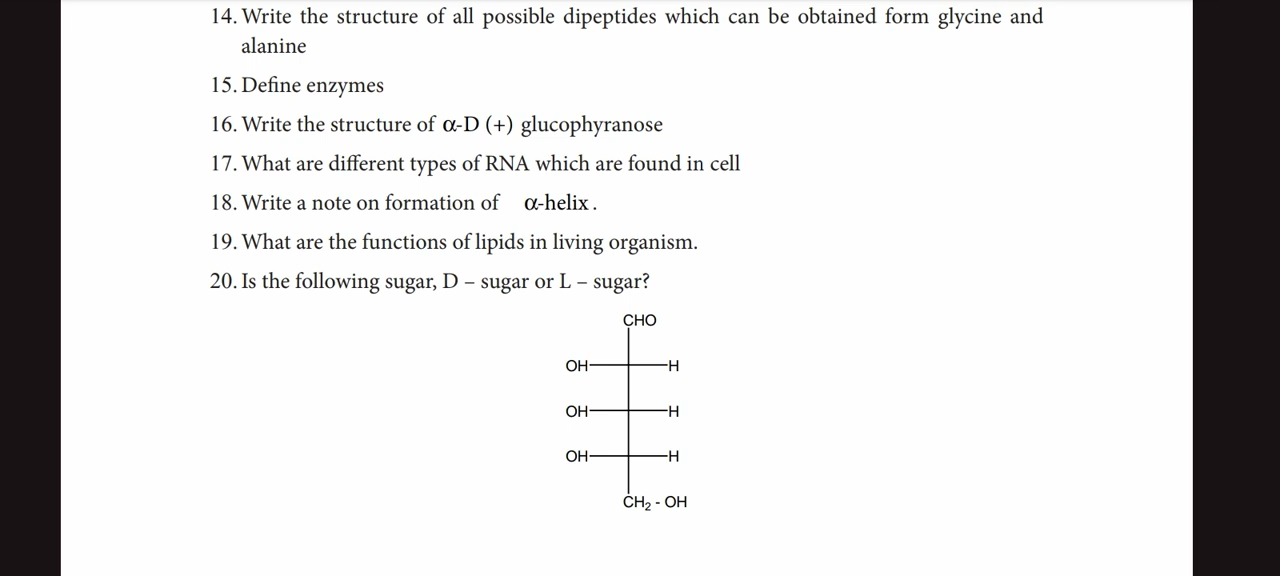 14. Write the structure of all possible dipeptides which can be obtained form glycine and
alanine
15. Define enzymes
16. Write the structure of α-D (+) glucophyranose
17. What are different types of RNA which are found in cell
18. Write a note on formation of α-helix.
19. What are the functions of lipids in living organism.
20. Is the following sugar, D – sugar or L – sugar?
CHO
OH H
OH H
OH H
CH₂ - OH